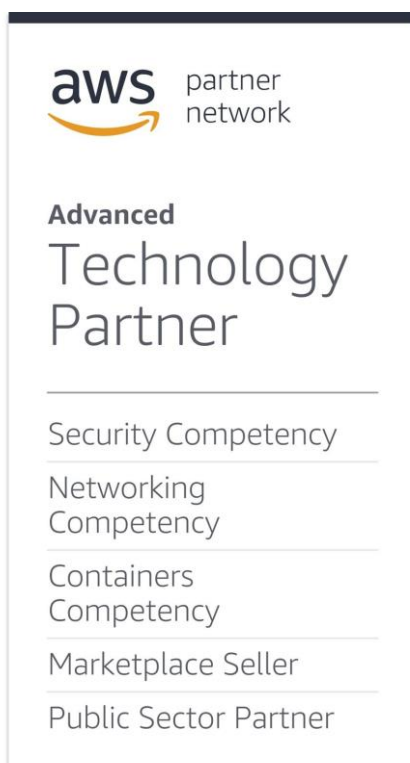 aws
partner
network
Advanced
Technology
Partner
Security Competency
Networking
Competency
Containers
Competency
Marketplace Seller
Public Sector Partner